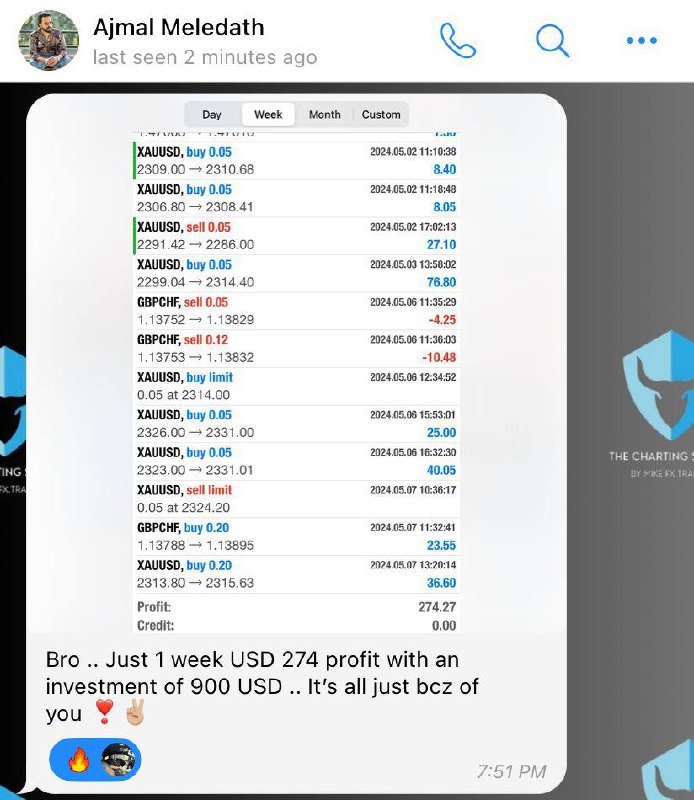 Ajmal Meledath
last seen 2 minutes ago
Day Week Month Custom
XAUUSD, buy 0.05 2024.05.02 11:10:38
2309.00 → 2310.68 8.40
XAUUSD, buy 0.05 2024.05.02 11:18:48
2306.80 → 2308.41 8.05
XAUUSD, sell 0.05 2024.05.02 17:02:13
2291.42 → 2286.00 27.10
XAUUSD, buy 0.05 2024.05.03 13:58:02
2299.04 → 2314.40 76.80
GBPCHF, sell 0.05 2024.05.06 11:35:29
1.13752 → 1.13829 -4.25
GBPCHF, sell 0.12 2024.05.06 11:36:03
1.13753 → 1.13832 -10.48
XAUUSD, buy limit 2024.05.06 12:34:52
0.05 at 2314.00
XAUUSD, buy 0.05 2024.05.06 15:53:01
2326.00 → 2331.00 25.00
XAUUSD, buy 0.05 2024.05.06 16:32:30
2323.00 → 2331.01 40.05
XAUUSD, sell limit 2024.05.07 10:36:17
0.05 at 2324.20
GBPCHF, buy 0.20 2024.05.07 11:32:41
1.13788 → 1.13895 23.55
XAUUSD, buy 0.20 2024.05.07 13:20:14
2313.80 → 2315.63 36.60
Profit: 274.27
Credit: 0.00
Bro .. Just 1 week USD 274 profit with an
investment of 900 USD .. It's all just bcz of
you ❣️✌🏼
7:51 PM
THE CHARTING S
BY MIKE FX.TRA